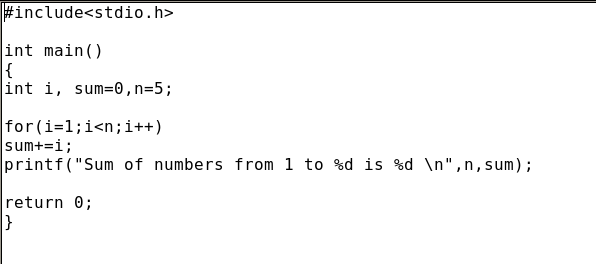 #include<stdio.h>
int main()
{
int i, sum=0,n=5;
for(i=1;i<n;i++)
sum+=i;
printf("Sum of numbers from 1 to %d is %d \n",n,sum);
return 0;
}